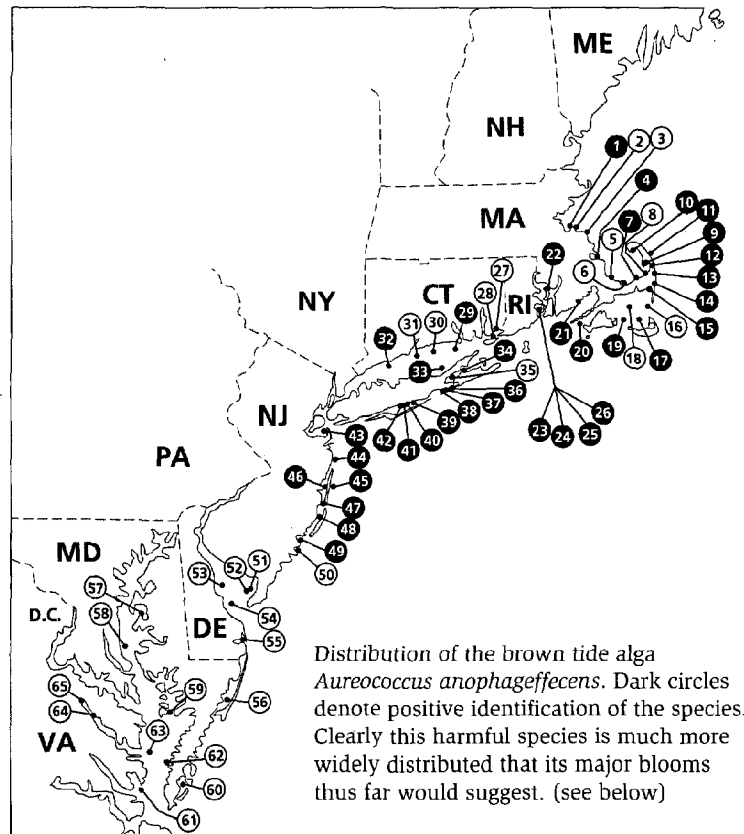 ME
NH
1 2 3
4
MA
7 8 10 11
5 9
12
6 13
22 14
NY
CT 28 27 RI
32 31 30 29 21 20 19 18 17 16 15
33 34
35
36
NJ 37
38
43 42 41 40 39 23 24 25 26
44
PA 46 45
47
48
MD 49
52 51 50
53
57
D.C. 54
58 DE
55
65 59 56
64
VA 63
62
60
61
Distribution of the brown tide alga
Aureococcus anophageffecens. Dark circles
denote positive identification of the species.
Clearly this harmful species is much more
widely distributed that its major blooms
thus far would suggest. (see below)